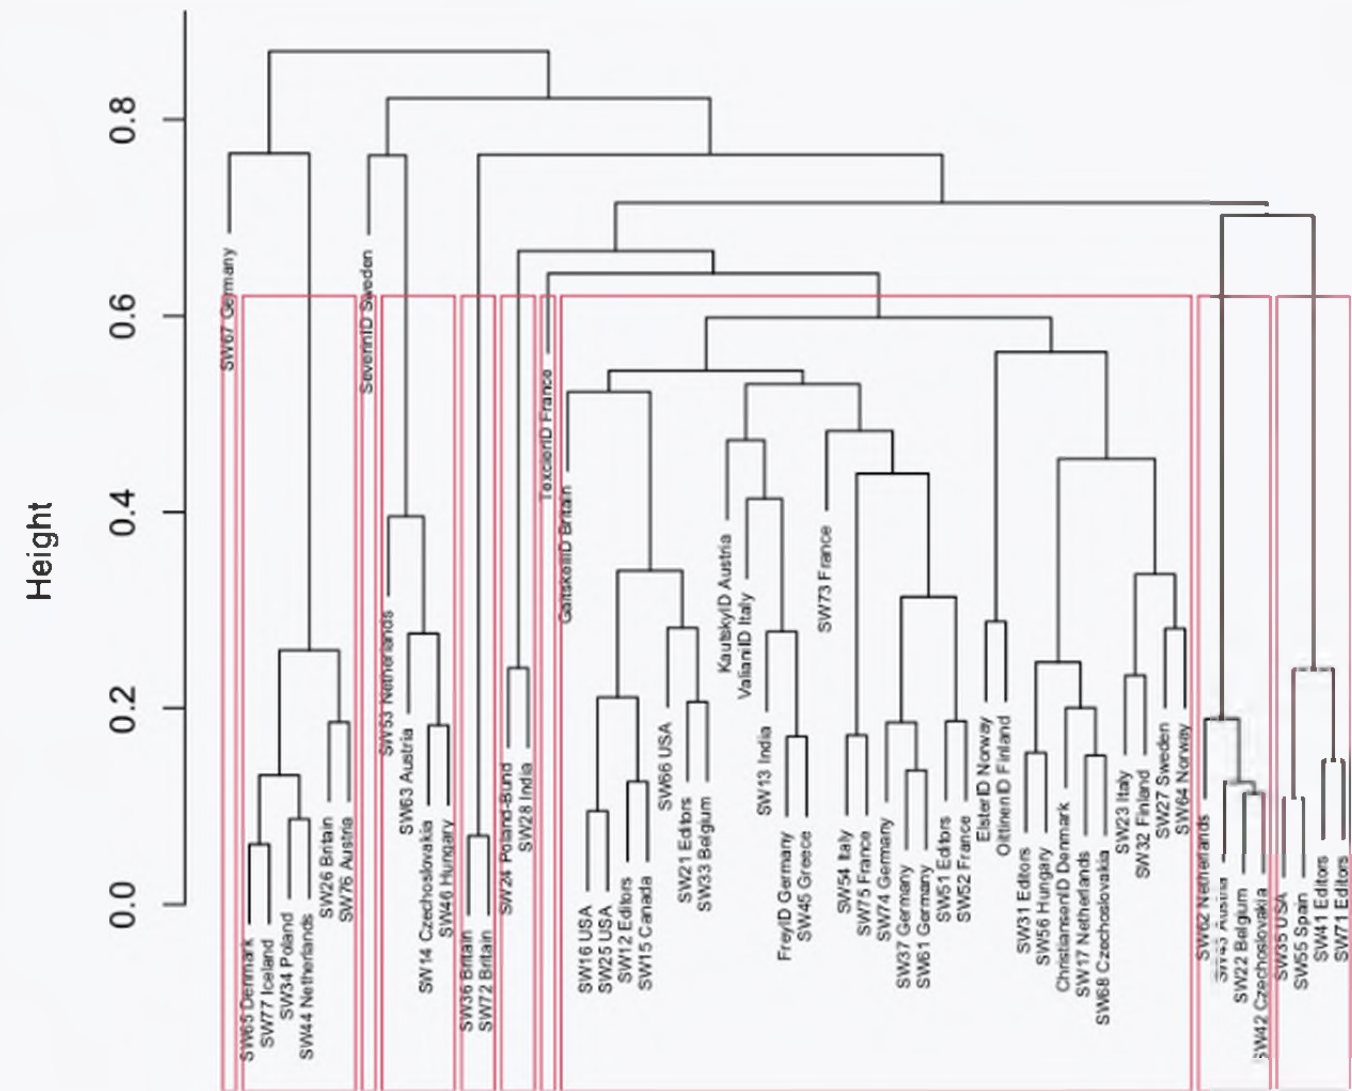 Height
0.8
0.6
0.4
0.2
0.0
SW67 Germany
SW65 Denmark
SW77 Iceland
SW34 Poland
SW44 Netherlands
SW26 Britain
SW76 Austria
SeverinID Sweden
SW53 Netherlands
SW63 Austria
SW14 Czechoslovakia
SW46 Hungary
SW36 Britain
SW72 Britain
SW24 Poland-Bund
SW28 India
TexcierID France
GaitskellID Britain
SW16 USA
SW25 USA
SW12 Editors
SW15 Canada
SW66 USA
SW21 Editors
SW33 Belgium
KautskyID Austria
ValianiID Italy
SW13 India
FreyID Germany
SW45 Greece
SW73 France
SW54 Italy
SW75 France
SW74 Germany
SW37 Germany
SW61 Germany
SW51 Editors
SW52 France
ElsterID Norway
OittinenID Finland
SW31 Editors
SW56 Hungary
ChristiansenID Denmark
SW17 Netherlands
SW68 Czechoslovakia
SW23 Italy
SW32 Finland
SW27 Sweden
SW64 Norway
SW62 Netherlands
SW43 Austria
SW22 Belgium
SW42 Czechoslovakia
SW35 USA
SW55 Spain
SW41 Editors
SW71 Editors